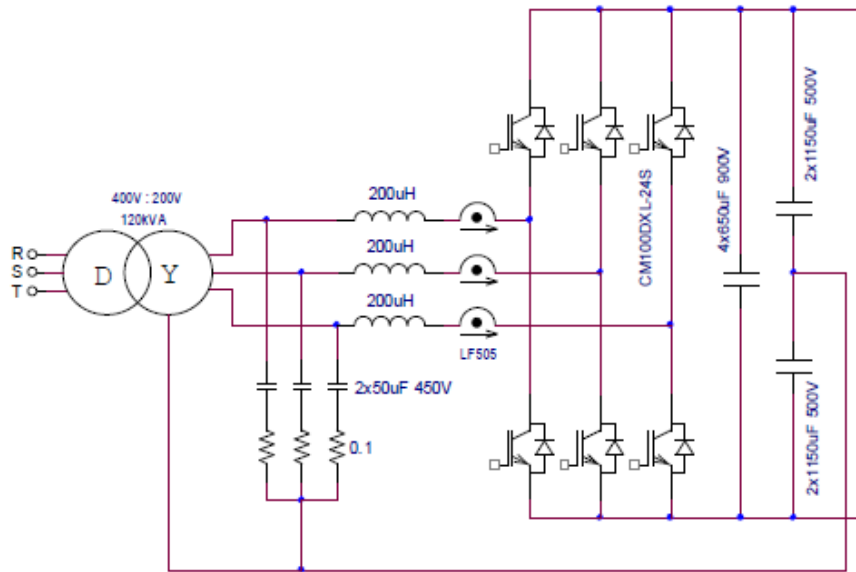 400V : 200V
120kVA
R
S
T
D
Y
200uH
200uH
200uH
LF505
2x50uF 450V
0.1
CM100DXL-24S
4x650uF 900V
2x1150uF 500V
2x1150uF 500V